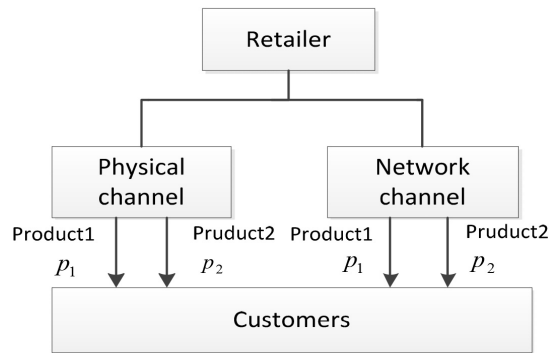 Retailer
Physical
channel
Network
channel
Product1
Pruduct2
Product1
Pruduct2
p1
p2
p1
p2
Customers